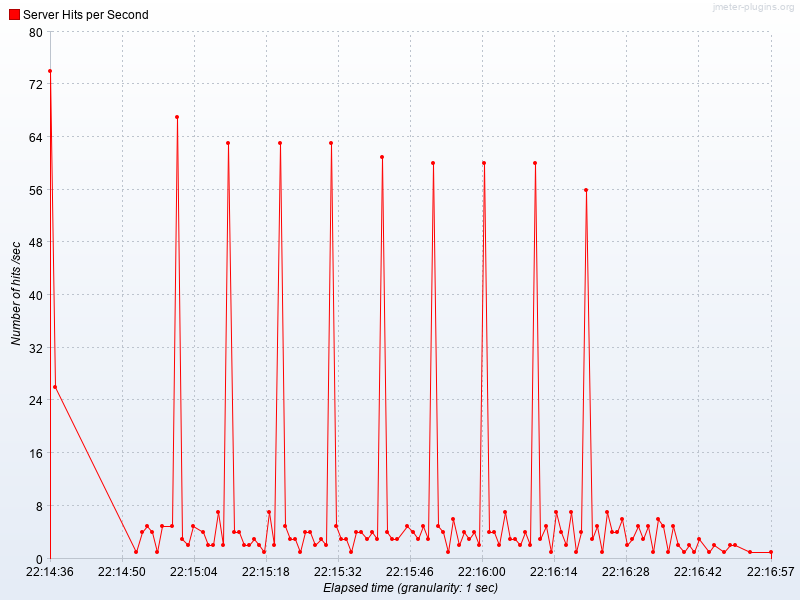 Server Hits per Second
jmeter-plugins.org
80
72
64
56
48
40
32
24
16
8
0
Number of hits /sec
22:14:36 22:14:50 22:15:04 22:15:18 22:15:32 22:15:46 22:16:00 22:16:14 22:16:28 22:16:42 22:16:57
Elapsed time (granularity: 1 sec)